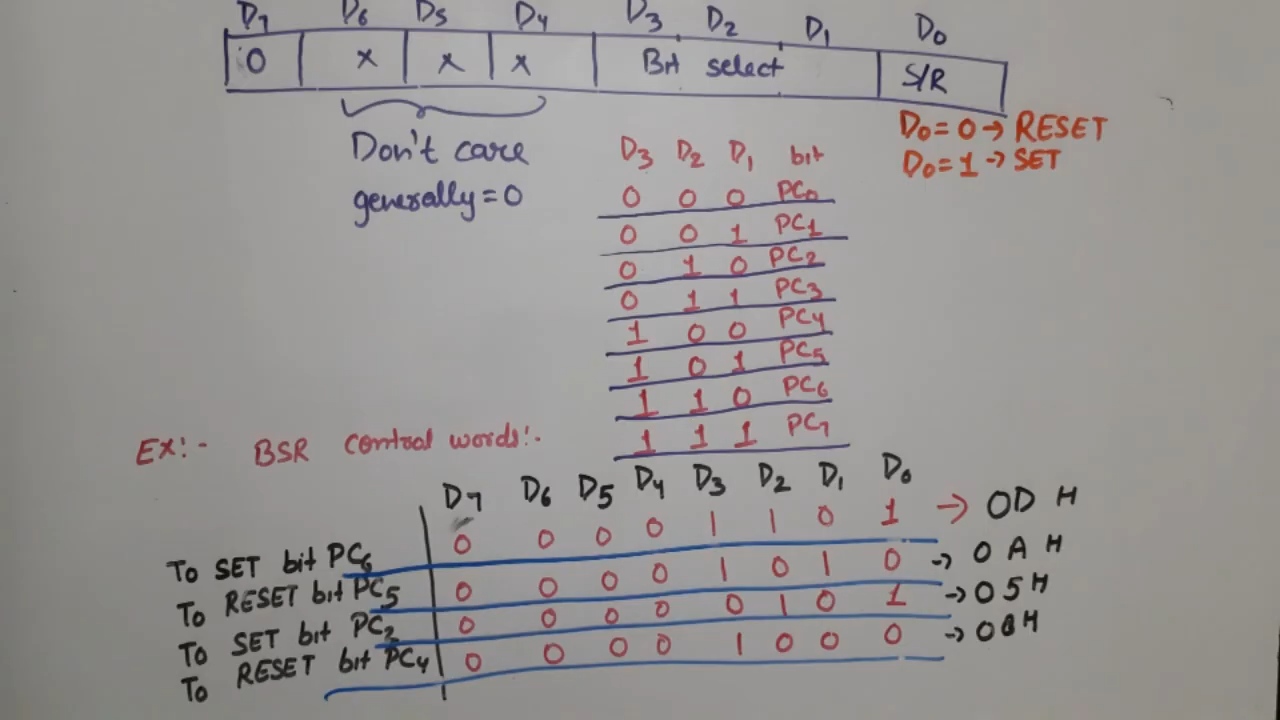 D7 D6 D5 D4 D3 D2 D1 D0
0 x x x Bit select S/R
D0 = 0 → RESET
D0 = 1 → SET
Don't care
generally = 0
D3 D2 D1 bit
0 0 0 PC0
0 0 1 PC1
0 1 0 PC2
0 1 1 PC3
1 0 0 PC4
1 0 1 PC5
1 1 0 PC6
1 1 1 PC7
Ex:- BSR control words:-
D7 D6 D5 D4 D3 D2 D1 D0
To SET bit PC6 0 0 0 0 1 1 0 1 → 0D H
To RESET bit PC5 0 0 0 0 1 0 1 0 → 0 A H
To SET bit PC2 0 0 0 0 0 1 0 1 → 0 5 H
To RESET bit PC4 0 0 0 0 1 0 0 0 → 0 8 H